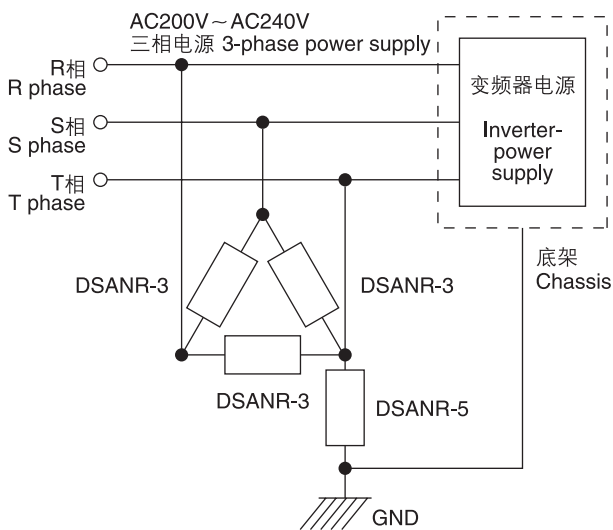 AC200V～AC240V
三相电源 3-phase power supply
R相
R phase
S相
S phase
T相
T phase
变频器电源
Inverter-
power
supply
底架
Chassis
DSANR-3
DSANR-3
DSANR-3
DSANR-5
GND